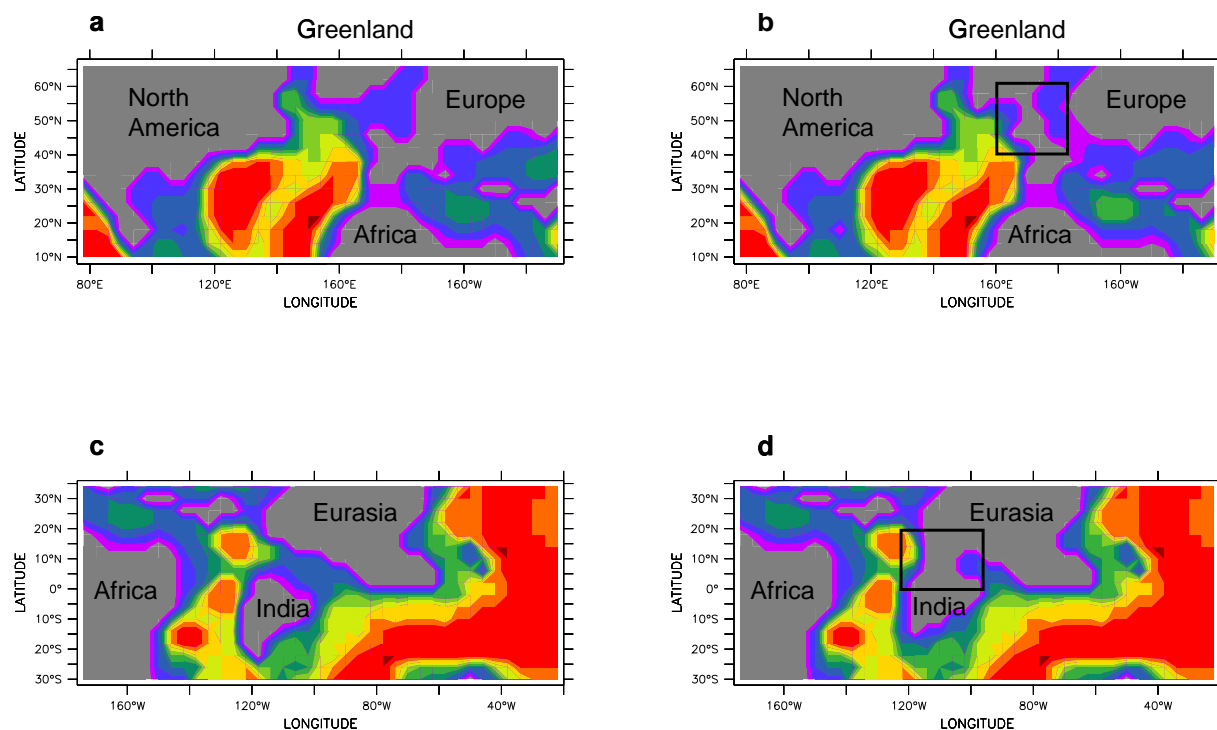 a
Greenland
60°N
50°N
40°N
30°N
20°N
10°N
LATITUDE
North
America
Europe
Africa
80°E
120°E
160°E
160°W
LONGITUDE
b
Greenland
60°N
50°N
40°N
30°N
20°N
10°N
LATITUDE
North
America
Europe
Africa
80°E
120°E
160°E
160°W
LONGITUDE
c
30°N
20°N
10°N
0°
10°S
20°S
30°S
LATITUDE
Eurasia
Africa
India
160°W
120°W
80°W
40°W
LONGITUDE
d
30°N
20°N
10°N
0°
10°S
20°S
30°S
LATITUDE
Eurasia
Africa
India
160°W
120°W
80°W
40°W
LONGITUDE